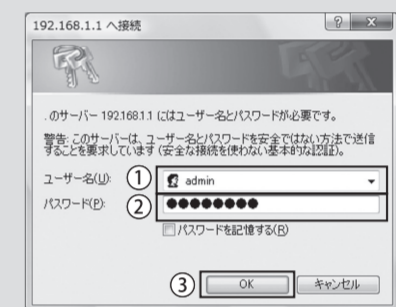 192.168.1.1 へ接続
. のサーバー 192.168.1.1 にはユーザー名とパスワードが必要です。
警告: このサーバーは、ユーザー名とパスワードを安全ではない方法で送信
することを要求しています (安全な接続を使わない基本的な認証)。
ユーザー名(U): ① admin
パスワード(P): ② ●●●●●●●●
パスワードを記憶する(R)
③ OK キャンセル